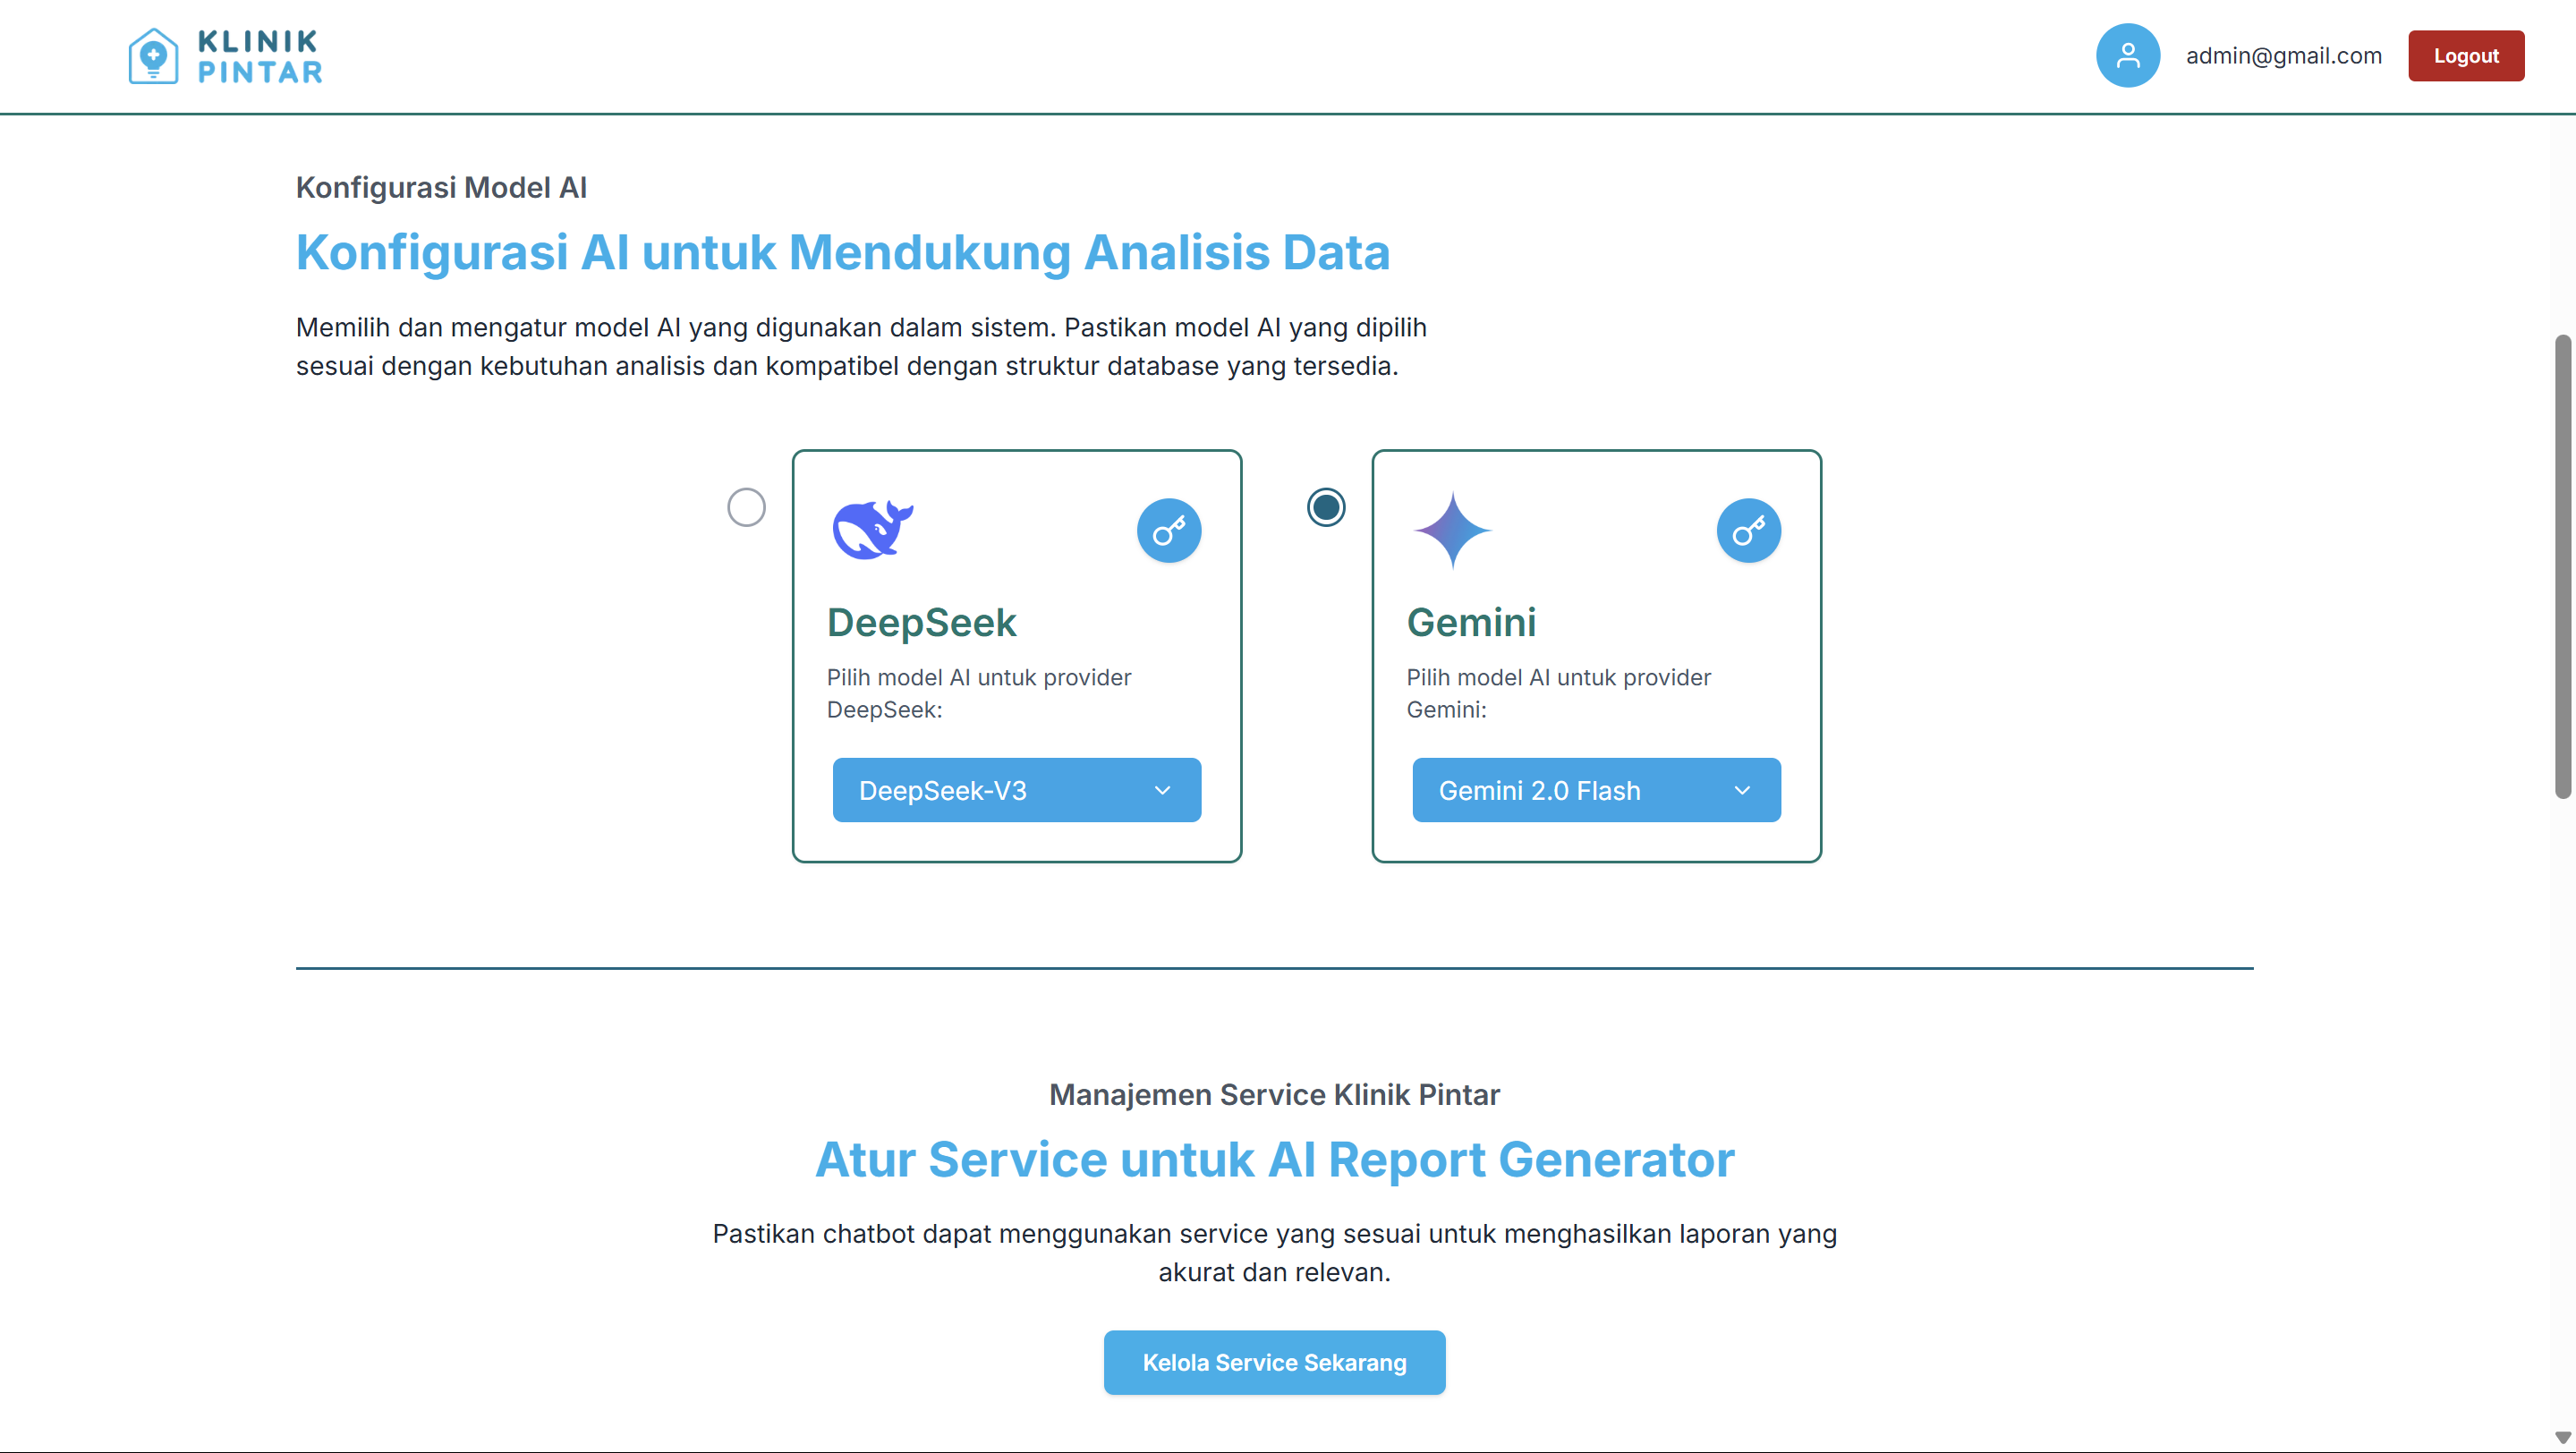 KLINIK
PINTAR
admin@gmail.com
Logout
Konfigurasi Model AI
Konfigurasi AI untuk Mendukung Analisis Data
Memilih dan mengatur model AI yang digunakan dalam sistem. Pastikan model AI yang dipilih
sesuai dengan kebutuhan analisis dan kompatibel dengan struktur database yang tersedia.
DeepSeek
Pilih model AI untuk provider
DeepSeek:
DeepSeek-V3
Gemini
Pilih model AI untuk provider
Gemini:
Gemini 2.0 Flash
Manajemen Service Klinik Pintar
Atur Service untuk AI Report Generator
Pastikan chatbot dapat menggunakan service yang sesuai untuk menghasilkan laporan yang
akurat dan relevan.
Kelola Service Sekarang